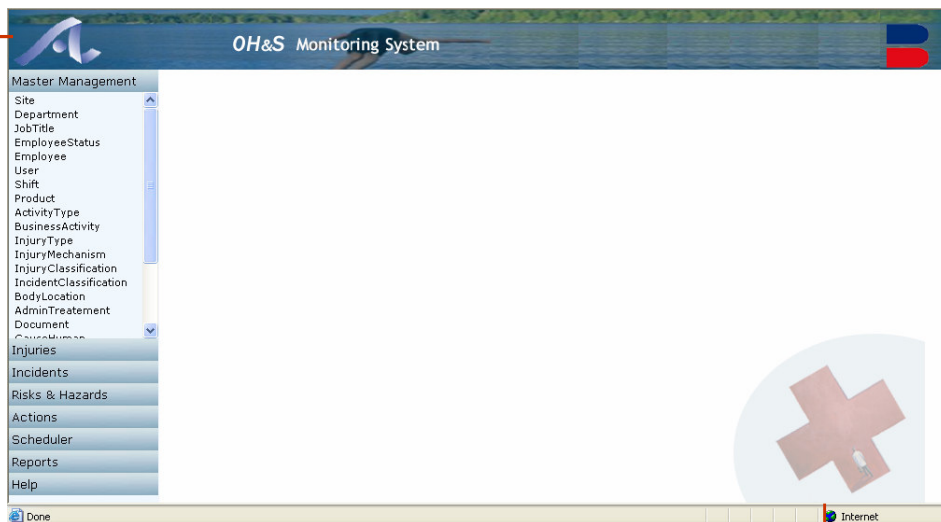 OH&S Monitoring System
Master Management
Site
Department
JobTitle
EmployeeStatus
Employee
User
Shift
Product
ActivityType
BusinessActivity
InjuryType
InjuryMechanism
InjuryClassification
IncidentClassification
BodyLocation
AdminTreatement
Document
CauseHuman
Injuries
Incidents
Risks & Hazards
Actions
Scheduler
Reports
Help
Done
Internet